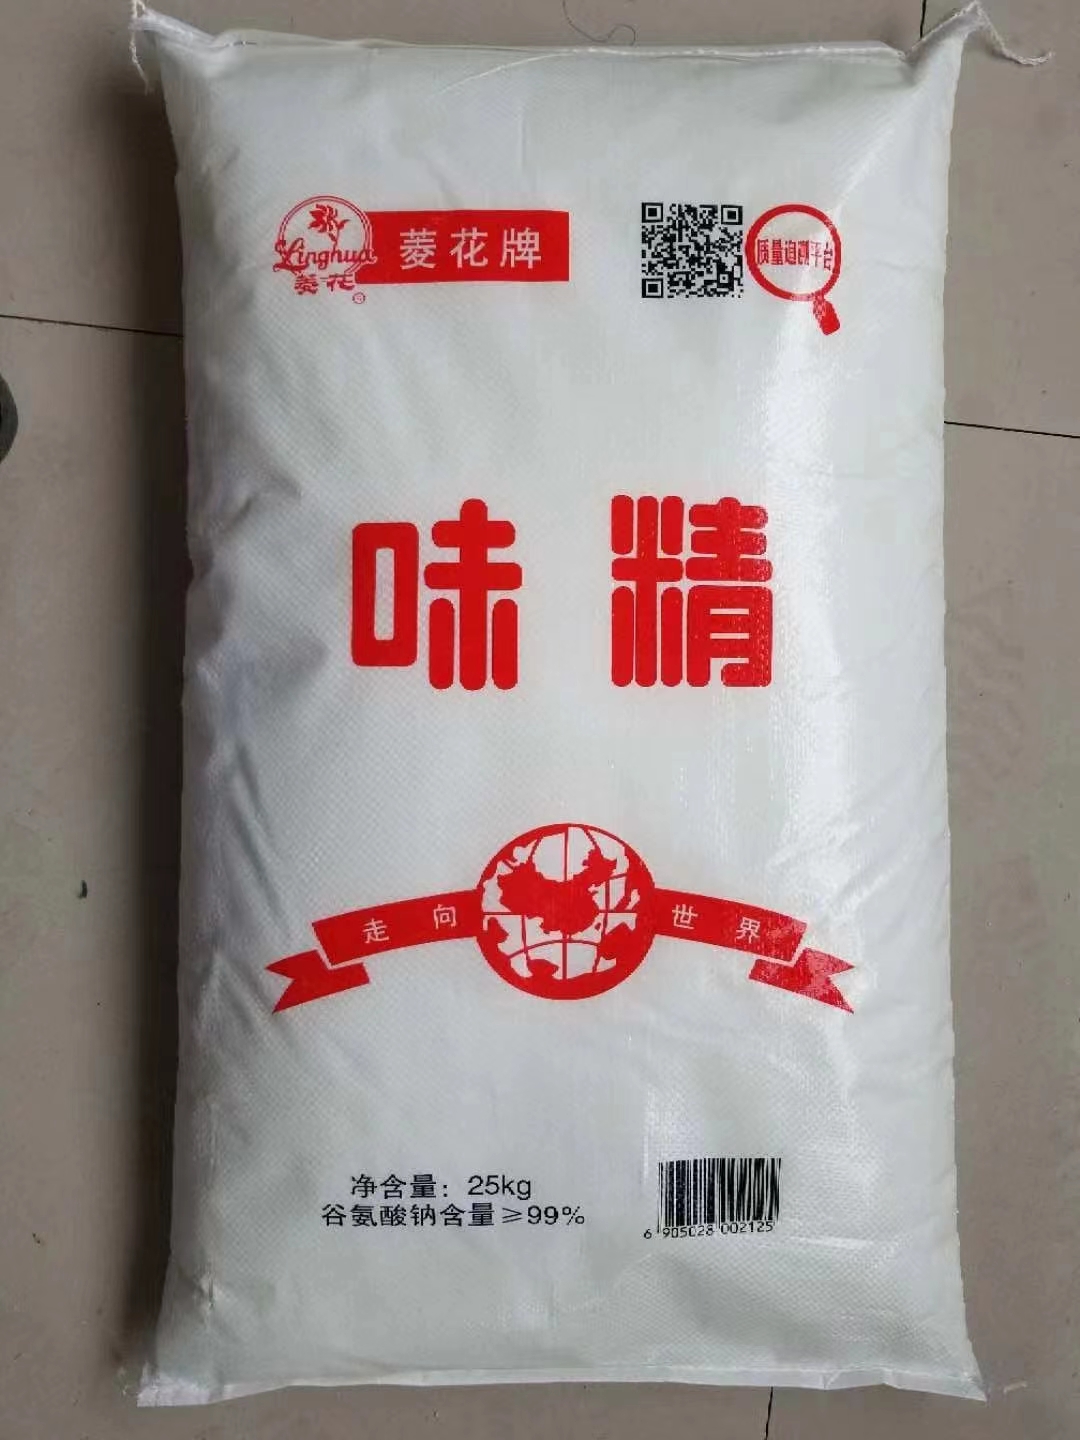 Linghua
菱花
®
菱花牌
质量追溯平台
味精
走向世界
净含量：25kg
谷氨酸钠含量≥99%
6 905028 002125